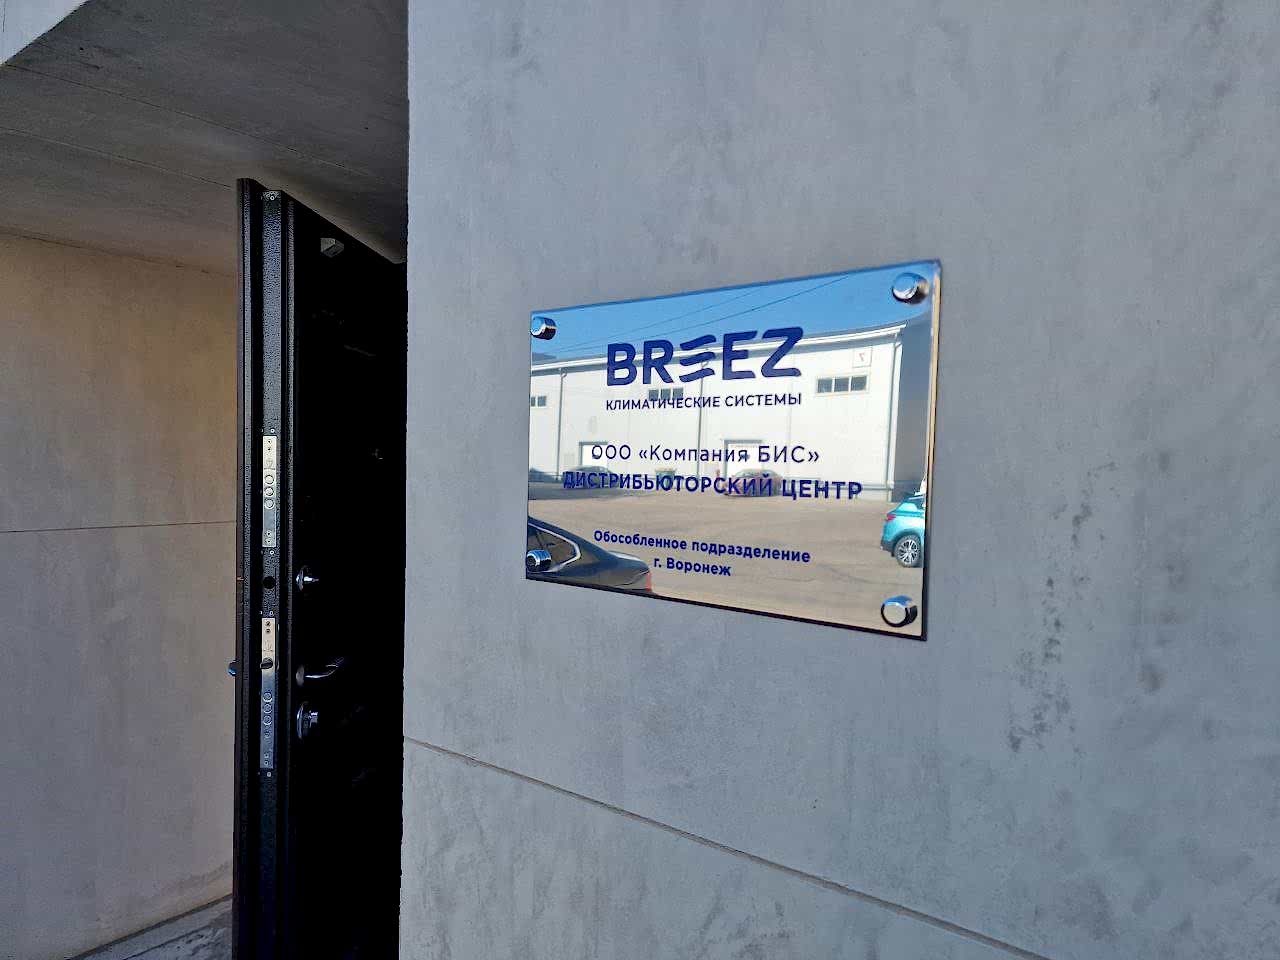 BREEZ
КЛИМАТИЧЕСКИЕ СИСТЕМЫ
ООО «Компания БИС»
ДИСТРИБЬЮТОРСКИЙ ЦЕНТР
Обособленное подразделение
г. Воронеж